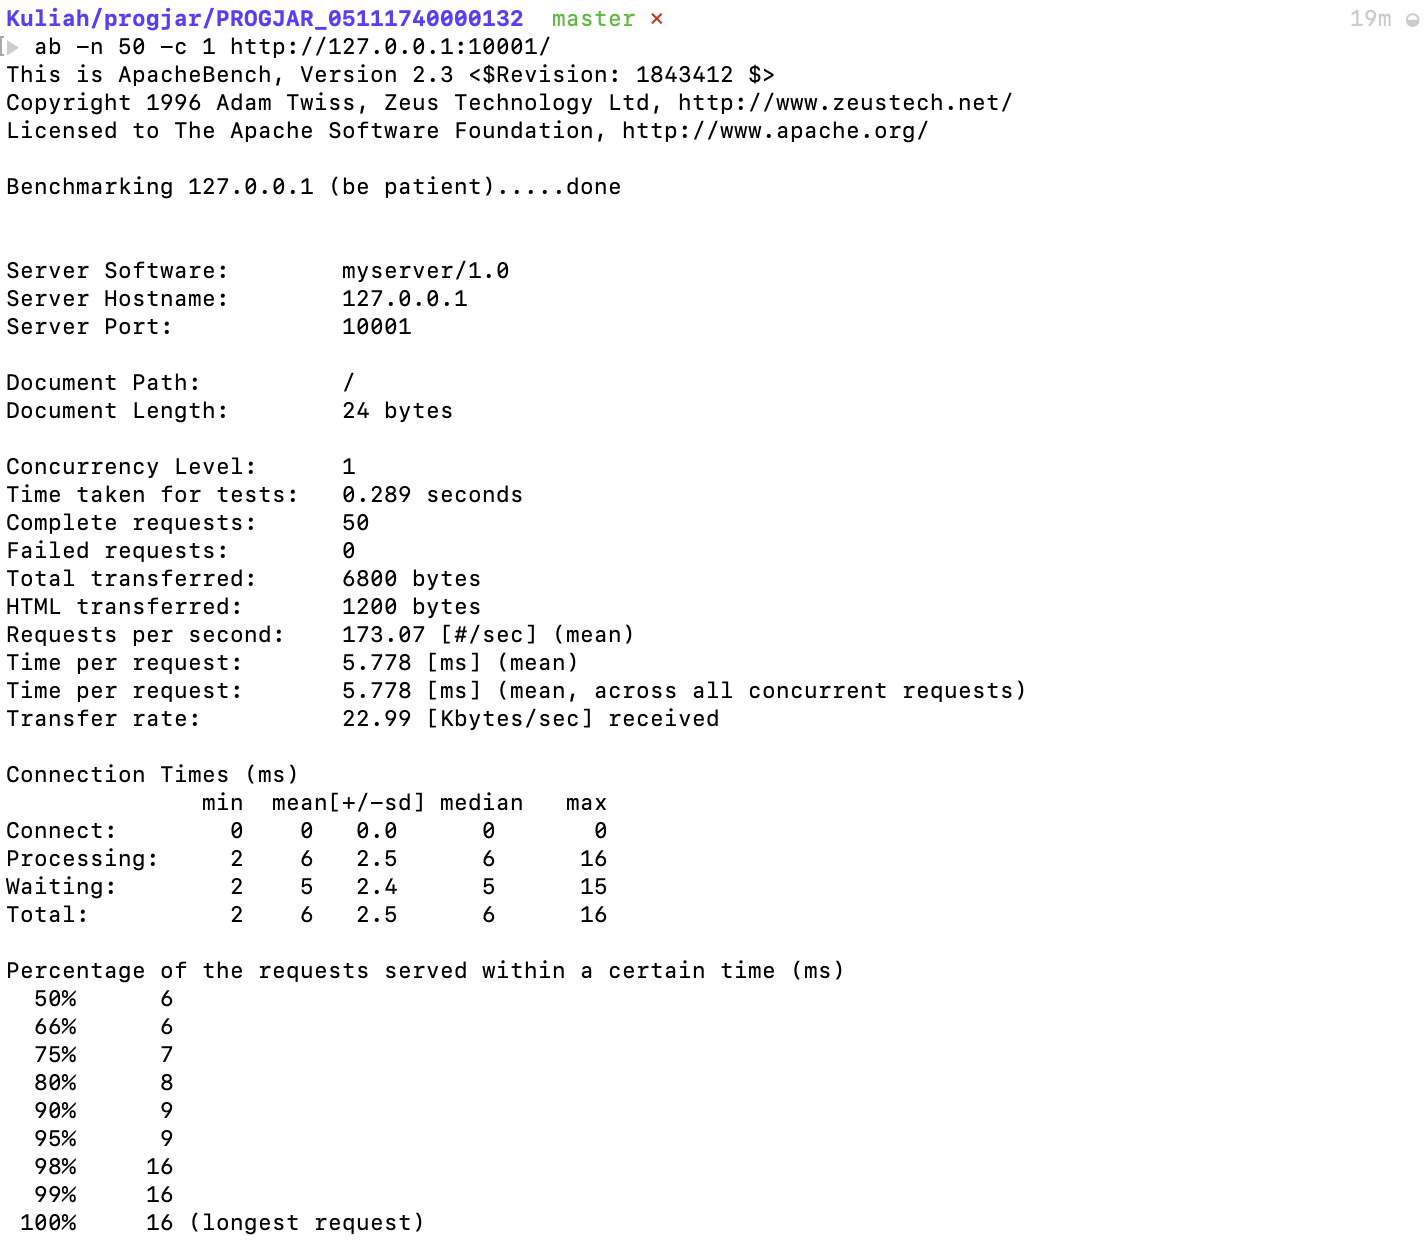 Kuliah/progjar/PROGJAR_05111740000132  master ×  19m
[▶ ab -n 50 -c 1 http://127.0.0.1:10001/
This is ApacheBench, Version 2.3 <$Revision: 1843412 $>
Copyright 1996 Adam Twiss, Zeus Technology Ltd, http://www.zeustech.net/
Licensed to The Apache Software Foundation, http://www.apache.org/

Benchmarking 127.0.0.1 (be patient).....done


Server Software:        myserver/1.0
Server Hostname:        127.0.0.1
Server Port:            10001

Document Path:          /
Document Length:        24 bytes

Concurrency Level:      1
Time taken for tests:   0.289 seconds
Complete requests:      50
Failed requests:        0
Total transferred:      6800 bytes
HTML transferred:       1200 bytes
Requests per second:    173.07 [#/sec] (mean)
Time per request:       5.778 [ms] (mean)
Time per request:       5.778 [ms] (mean, across all concurrent requests)
Transfer rate:          22.99 [Kbytes/sec] received

Connection Times (ms)
              min  mean[+/-sd] median   max
Connect:        0    0   0.0      0       0
Processing:     2    6   2.5      6      16
Waiting:        2    5   2.4      5      15
Total:          2    6   2.5      6      16

Percentage of the requests served within a certain time (ms)
  50%      6
  66%      6
  75%      7
  80%      8
  90%      9
  95%      9
  98%     16
  99%     16
 100%     16 (longest request)